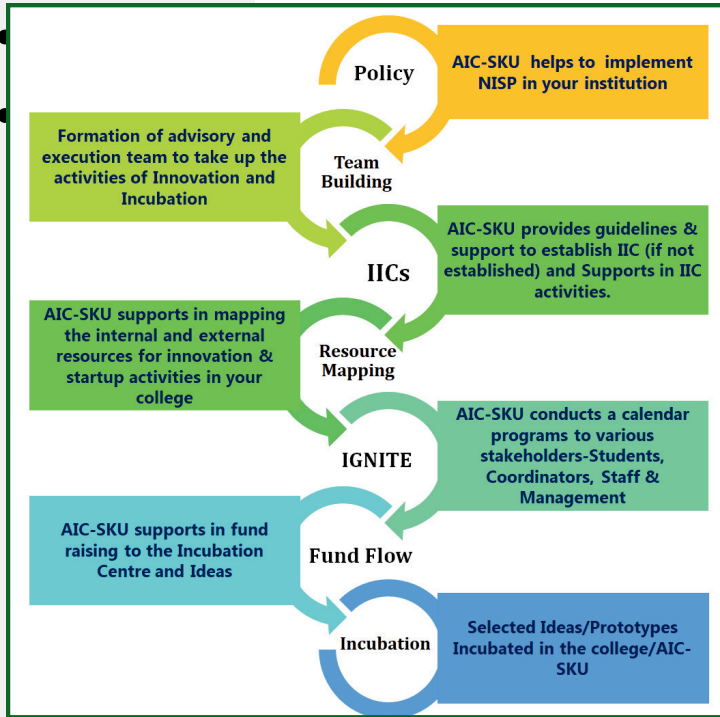 Policy
AIC-SKU helps to implement
NISP in your institution
Formation of advisory and
execution team to take up the
activities of Innovation and
Incubation
Team
Building
IICs
AIC-SKU provides guidelines &
support to establish IIC (if not
established) and Supports in IIC
activities.
AIC-SKU supports in mapping
the internal and external
resources for innovation &
startup activities in your
college
Resource
Mapping
IGNITE
AIC-SKU conducts a calendar
programs to various
stakeholders-Students,
Coordinators, Staff &
Management
AIC-SKU supports in fund
raising to the Incubation
Centre and Ideas
Fund Flow
Incubation
Selected Ideas/Prototypes
Incubated in the college/AIC-
SKU